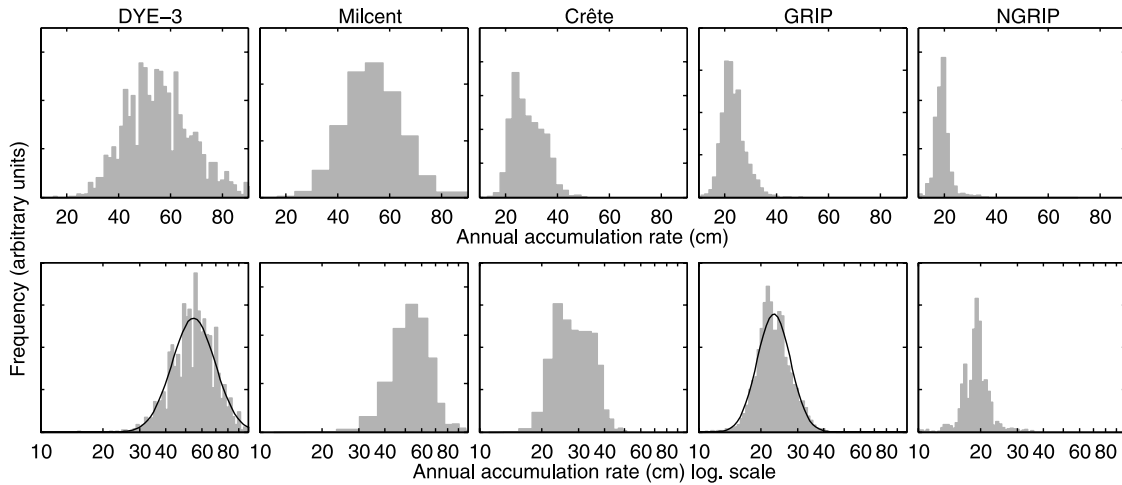 DYE−3 Milcent Crête GRIP NGRIP
20 40 60 80 20 40 60 80 20 40 60 80 20 40 60 80 20 40 60 80
Annual accumulation rate (cm)
Frequency (arbitrary units)
10 20 30 40 60 80 10 20 30 40 60 80 10 20 30 40 60 80 10 20 30 40 60 80 10 20 30 40 60 80
Annual accumulation rate (cm) log. scale